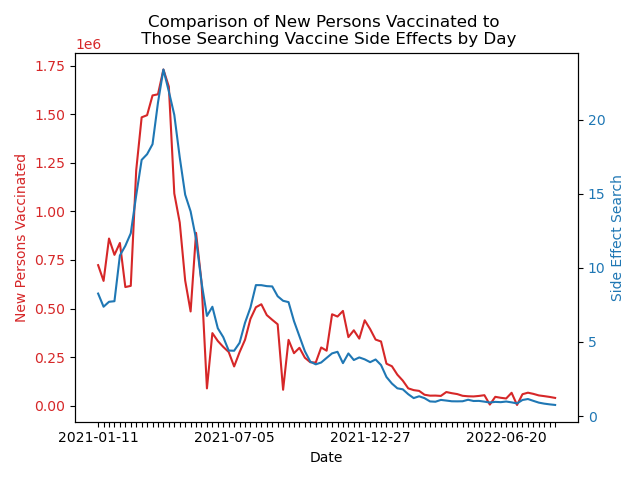 Comparison of New Persons Vaccinated to
Those Searching Vaccine Side Effects by Day
1e6
1.75
1.50
1.25
1.00
0.75
0.50
0.25
0.00
New Persons Vaccinated
20
15
10
5
0
Side Effect Search
2021-01-11
2021-07-05
2021-12-27
2022-06-20
Date